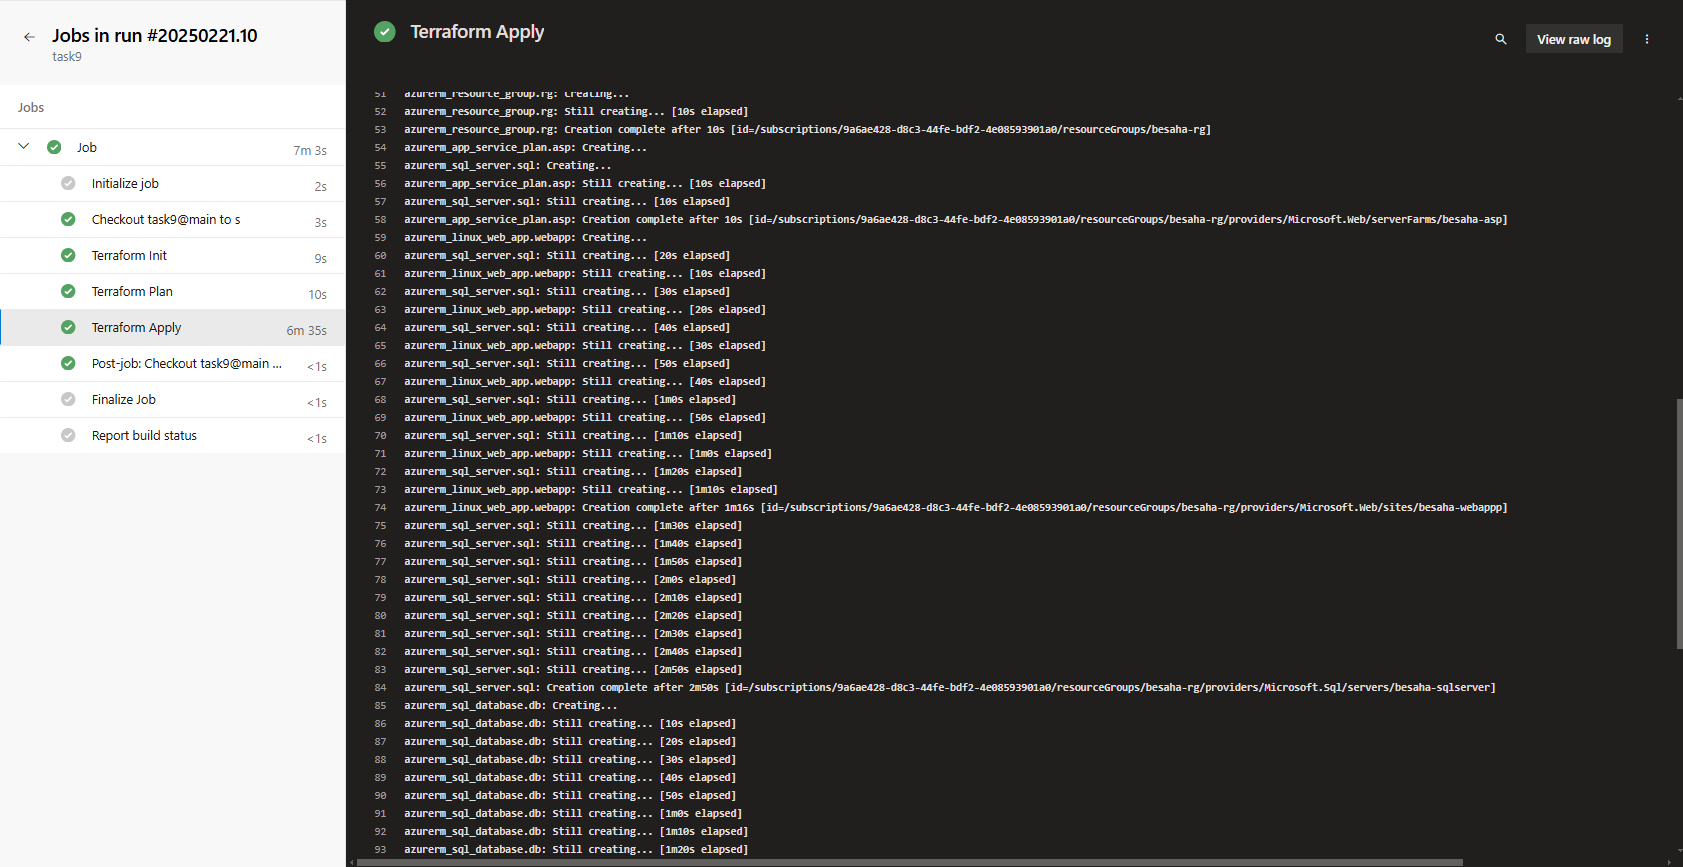 Jobs in run #20250221.10
task9
Jobs
Job 7m 3s
Initialize job 2s
Checkout task9@main to s 3s
Terraform Init 9s
Terraform Plan 10s
Terraform Apply 6m 35s
Post-job: Checkout task9@main ... <1s
Finalize Job <1s
Report build status <1s
Terraform Apply
View raw log
51 azurerm_resource_group.rg: Creating...
52 azurerm_resource_group.rg: Still creating... [10s elapsed]
53 azurerm_resource_group.rg: Creation complete after 10s [id=/subscriptions/9a6ae428-d8c3-44fe-bdf2-4e08593901a0/resourceGroups/besaha-rg]
54 azurerm_app_service_plan.asp: Creating...
55 azurerm_sql_server.sql: Creating...
56 azurerm_app_service_plan.asp: Still creating... [10s elapsed]
57 azurerm_sql_server.sql: Still creating... [10s elapsed]
58 azurerm_app_service_plan.asp: Creation complete after 10s [id=/subscriptions/9a6ae428-d8c3-44fe-bdf2-4e08593901a0/resourceGroups/besaha-rg/providers/Microsoft.Web/serverFarms/besaha-asp]
59 azurerm_linux_web_app.webapp: Creating...
60 azurerm_sql_server.sql: Still creating... [20s elapsed]
61 azurerm_linux_web_app.webapp: Still creating... [10s elapsed]
62 azurerm_sql_server.sql: Still creating... [30s elapsed]
63 azurerm_linux_web_app.webapp: Still creating... [20s elapsed]
64 azurerm_sql_server.sql: Still creating... [40s elapsed]
65 azurerm_linux_web_app.webapp: Still creating... [30s elapsed]
66 azurerm_sql_server.sql: Still creating... [50s elapsed]
67 azurerm_linux_web_app.webapp: Still creating... [40s elapsed]
68 azurerm_sql_server.sql: Still creating... [1m0s elapsed]
69 azurerm_linux_web_app.webapp: Still creating... [50s elapsed]
70 azurerm_sql_server.sql: Still creating... [1m10s elapsed]
71 azurerm_linux_web_app.webapp: Still creating... [1m0s elapsed]
72 azurerm_sql_server.sql: Still creating... [1m20s elapsed]
73 azurerm_linux_web_app.webapp: Still creating... [1m10s elapsed]
74 azurerm_linux_web_app.webapp: Creation complete after 1m16s [id=/subscriptions/9a6ae428-d8c3-44fe-bdf2-4e08593901a0/resourceGroups/besaha-rg/providers/Microsoft.Web/sites/besaha-webappp]
75 azurerm_sql_server.sql: Still creating... [1m30s elapsed]
76 azurerm_sql_server.sql: Still creating... [1m40s elapsed]
77 azurerm_sql_server.sql: Still creating... [1m50s elapsed]
78 azurerm_sql_server.sql: Still creating... [2m0s elapsed]
79 azurerm_sql_server.sql: Still creating... [2m10s elapsed]
80 azurerm_sql_server.sql: Still creating... [2m20s elapsed]
81 azurerm_sql_server.sql: Still creating... [2m30s elapsed]
82 azurerm_sql_server.sql: Still creating... [2m40s elapsed]
83 azurerm_sql_server.sql: Still creating... [2m50s elapsed]
84 azurerm_sql_server.sql: Creation complete after 2m50s [id=/subscriptions/9a6ae428-d8c3-44fe-bdf2-4e08593901a0/resourceGroups/besaha-rg/providers/Microsoft.Sql/servers/besaha-sqlserver]
85 azurerm_sql_database.db: Creating...
86 azurerm_sql_database.db: Still creating... [10s elapsed]
87 azurerm_sql_database.db: Still creating... [20s elapsed]
88 azurerm_sql_database.db: Still creating... [30s elapsed]
89 azurerm_sql_database.db: Still creating... [40s elapsed]
90 azurerm_sql_database.db: Still creating... [50s elapsed]
91 azurerm_sql_database.db: Still creating... [1m0s elapsed]
92 azurerm_sql_database.db: Still creating... [1m10s elapsed]
93 azurerm_sql_database.db: Still creating... [1m20s elapsed]